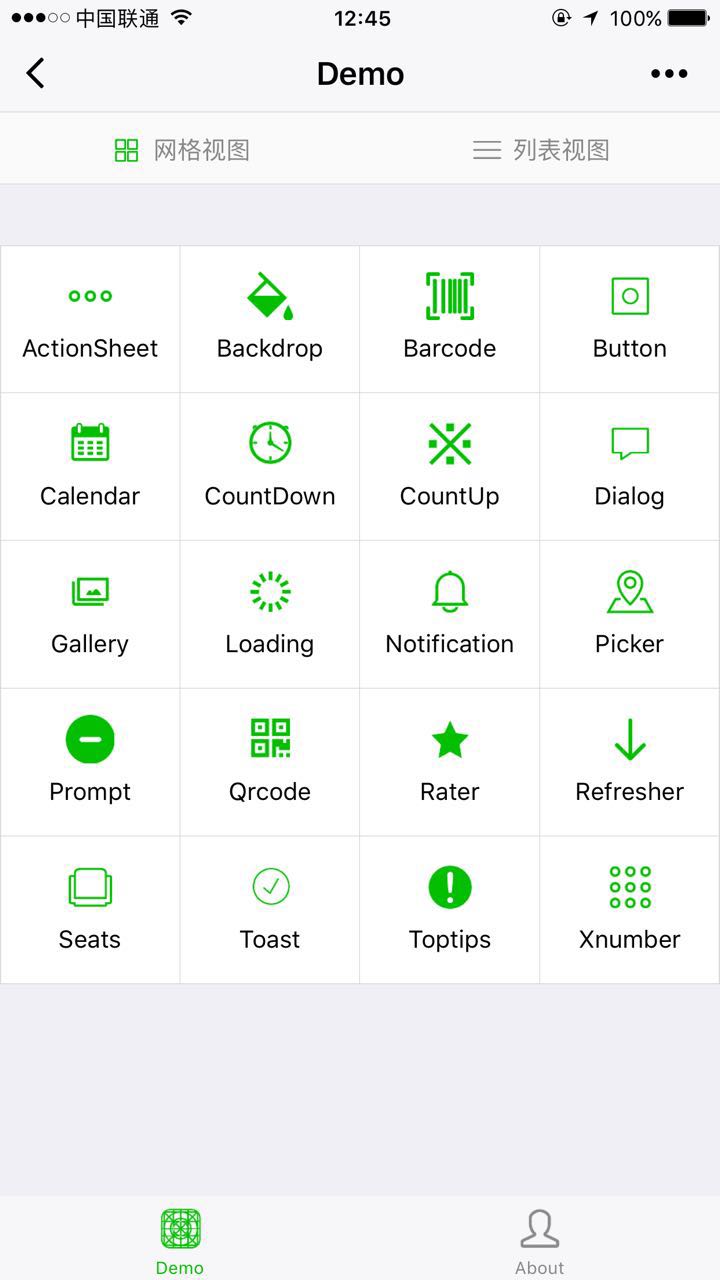 中国联通 12:45 100%
Demo
网格视图 列表视图
ActionSheet Backdrop Barcode Button
Calendar CountDown CountUp Dialog
Gallery Loading Notification Picker
Prompt Qrcode Rater Refresher
Seats Toast Toptips Xnumber
Demo About